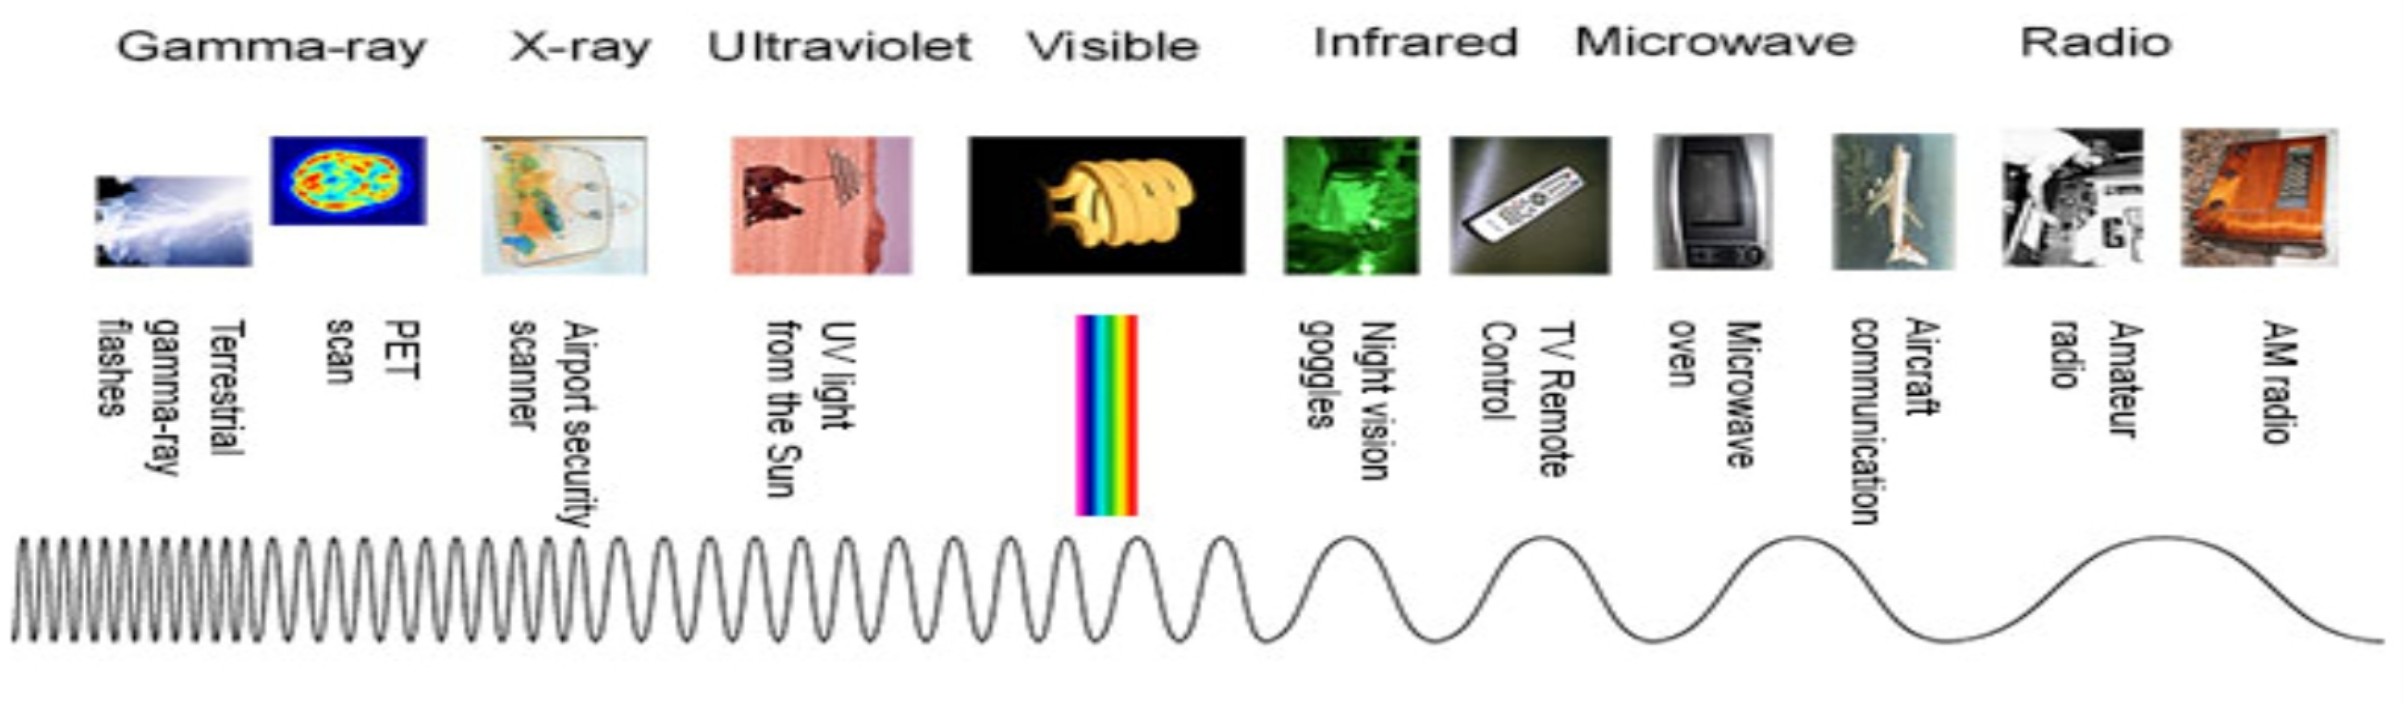 Gamma-ray
X-ray
Ultraviolet
Visible
Infrared
Microwave
Radio
Terrestrial
gamma-ray
flashes
PET
scan
Airport security
scanner
UV light
from the Sun
Night vision
goggles
TV Remote
Control
Microwave
oven
Aircraft
communication
Amateur
radio
AM radio